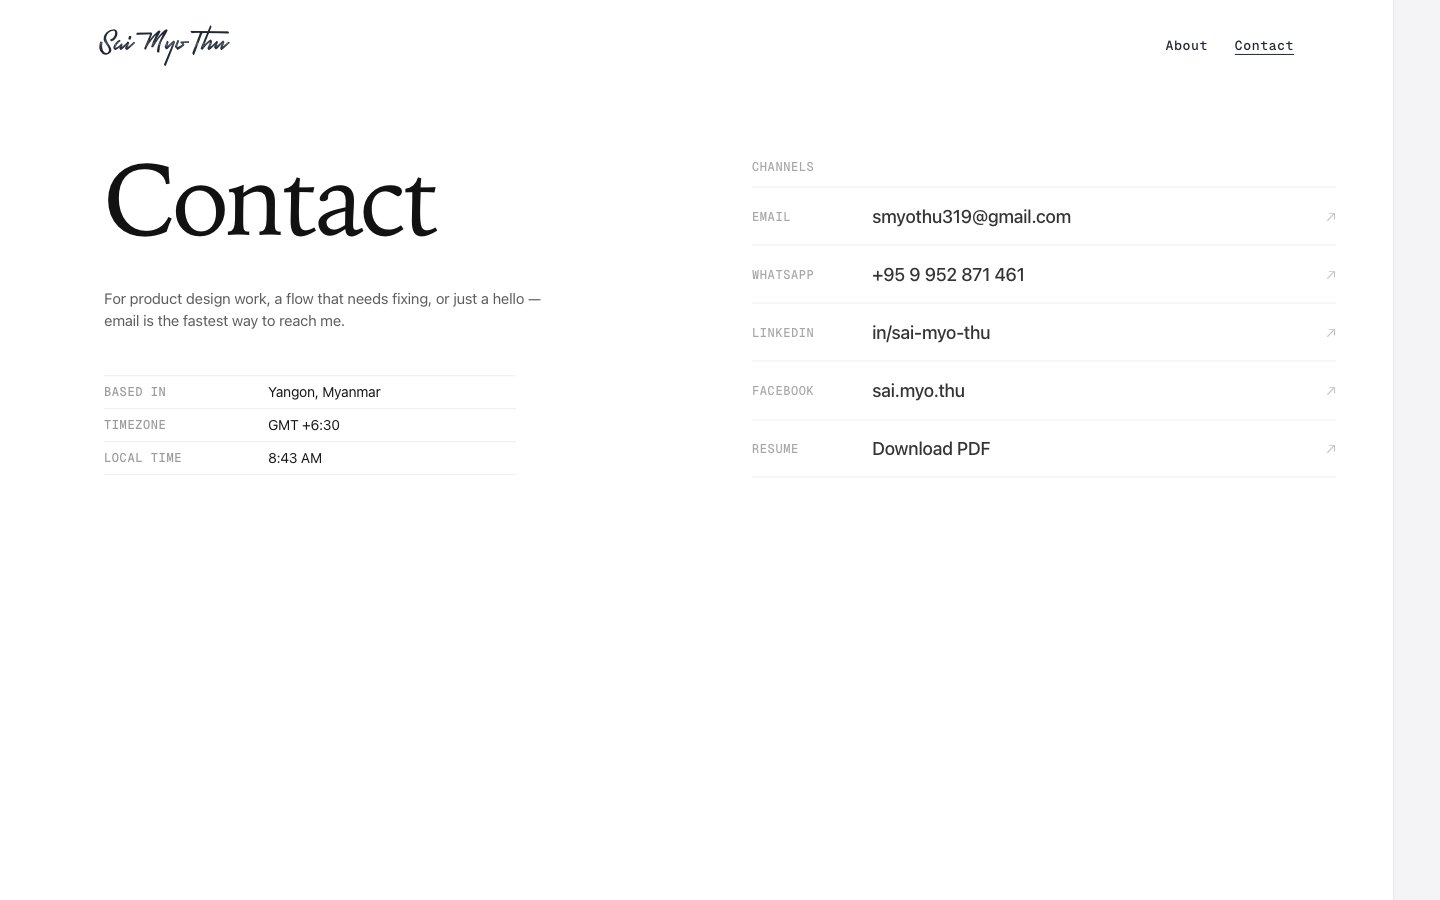 Sai Myo Thu
About Contact
Contact
For product design work, a flow that needs fixing, or just a hello —
email is the fastest way to reach me.
BASED IN Yangon, Myanmar
TIMEZONE GMT +6:30
LOCAL TIME 8:43 AM
CHANNELS
EMAIL smyothu319@gmail.com ↗
WHATSAPP +95 9 952 871 461 ↗
LINKEDIN in/sai-myo-thu ↗
FACEBOOK sai.myo.thu ↗
RESUME Download PDF ↗